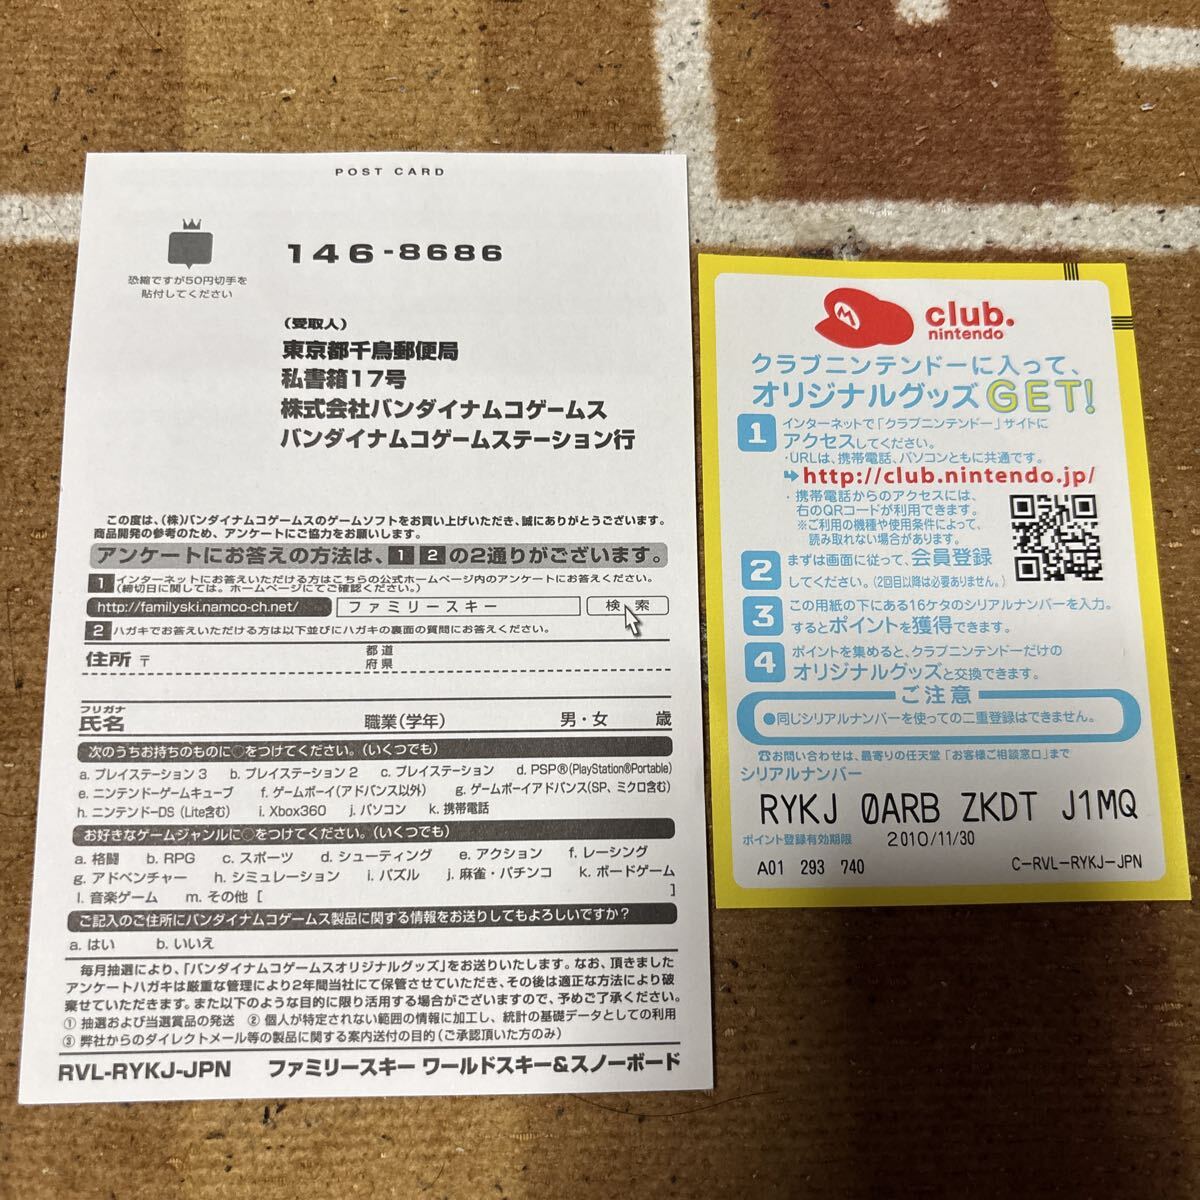 POST CARD
恐縮ですが50円切手を
貼付してください
146-8686
(受取人)
東京都千鳥郵便局
私書箱17号
株式会社バンダイナムコゲームス
バンダイナムコゲームステーション行
この度は、(株)バンダイナムコゲームスのゲームソフトをお買い上げいただき、誠にありがとうございます。
商品開発の参考のため、アンケートにご協力をお願いします。
アンケートにお答えの方法は、1 2 の2通りがございます。
1 インターネットにお答えいただける方はこちらの公式ホームページ内のアンケートにお答えください。
(締切日に関しては、ホームページにてご確認ください。)
http://familyski.namco-ch.net/ ファミリースキー 検索
2 ハガキでお答えいただける方は以下並びにハガキの裏面の質問にお答えください。
住所 〒 都道
府県
フリガナ
氏名 職業(学年) 男・女 歳
次のうちお持ちのものに○をつけてください。(いくつでも)
a. プレイステーション3 b. プレイステーション2 c. プレイステーション d. PSP®(PlayStation®Portable)
e. ニンテンドーゲームキューブ f. ゲームボーイ(アドバンス以外) g. ゲームボーイアドバンス(SP、ミクロ含む)
h. ニンテンドーDS (Lite含む) i. Xbox360 j. パソコン k. 携帯電話
お好きなゲームジャンルに○をつけてください。(いくつでも)
a. 格闘 b. RPG c. スポーツ d. シューティング e. アクション f. レーシング
g. アドベンチャー h. シミュレーション i. パズル j. 麻雀・パチンコ k. ボードゲーム
l. 音楽ゲーム m. その他 [ ]
ご記入のご住所にバンダイナムコゲームス製品に関する情報をお送りしてもよろしいですか?
a. はい b. いいえ
毎月抽選により、「バンダイナムコゲームスオリジナルグッズ」をお送りいたします。なお、頂きました
アンケートハガキは厳重な管理により2年間当社にて保管させていただき、その後は適正な方法により破
棄させていただきます。また以下のような目的に限り活用する場合がございますので、予めご了承ください。
① 抽選および当選賞品の発送 ② 個人が特定されない範囲の情報に加工し、統計の基礎データとしての利用
③ 弊社からのダイレクトメール等の製品に関する案内送付の目的(ご承認頂いた方のみ)
RVL-RYKJ-JPN ファミリースキー ワールドスキー&スノーボード
M
club.
nintendo
クラブニンテンドーに入って、
オリジナルグッズGET!
1 インターネットで「クラブニンテンドー」サイトに
アクセスしてください。
・URLは、携帯電話、パソコンともに共通です。
➔http://club.nintendo.jp/
・携帯電話からのアクセスには、
右のQRコードが利用できます。
※ご利用の機種や使用条件によって、
読み取れない場合があります。
2 まずは画面に従って、会員登録
してください。(2回目以降は必要ありません。)
3 この用紙の下にある16ケタのシリアルナンバーを入力。
するとポイントを獲得できます。
4 ポイントを集めると、クラブニンテンドーだけの
オリジナルグッズと交換できます。
ご注意
●同じシリアルナンバーを使っての二重登録はできません。
☎お問い合わせは、最寄りの任天堂「お客様ご相談窓口」まで
シリアルナンバー
RYKJ 0ARB ZKDT J1MQ
ポイント登録有効期限 2010/11/30
A01 293 740 C-RVL-RYKJ-JPN